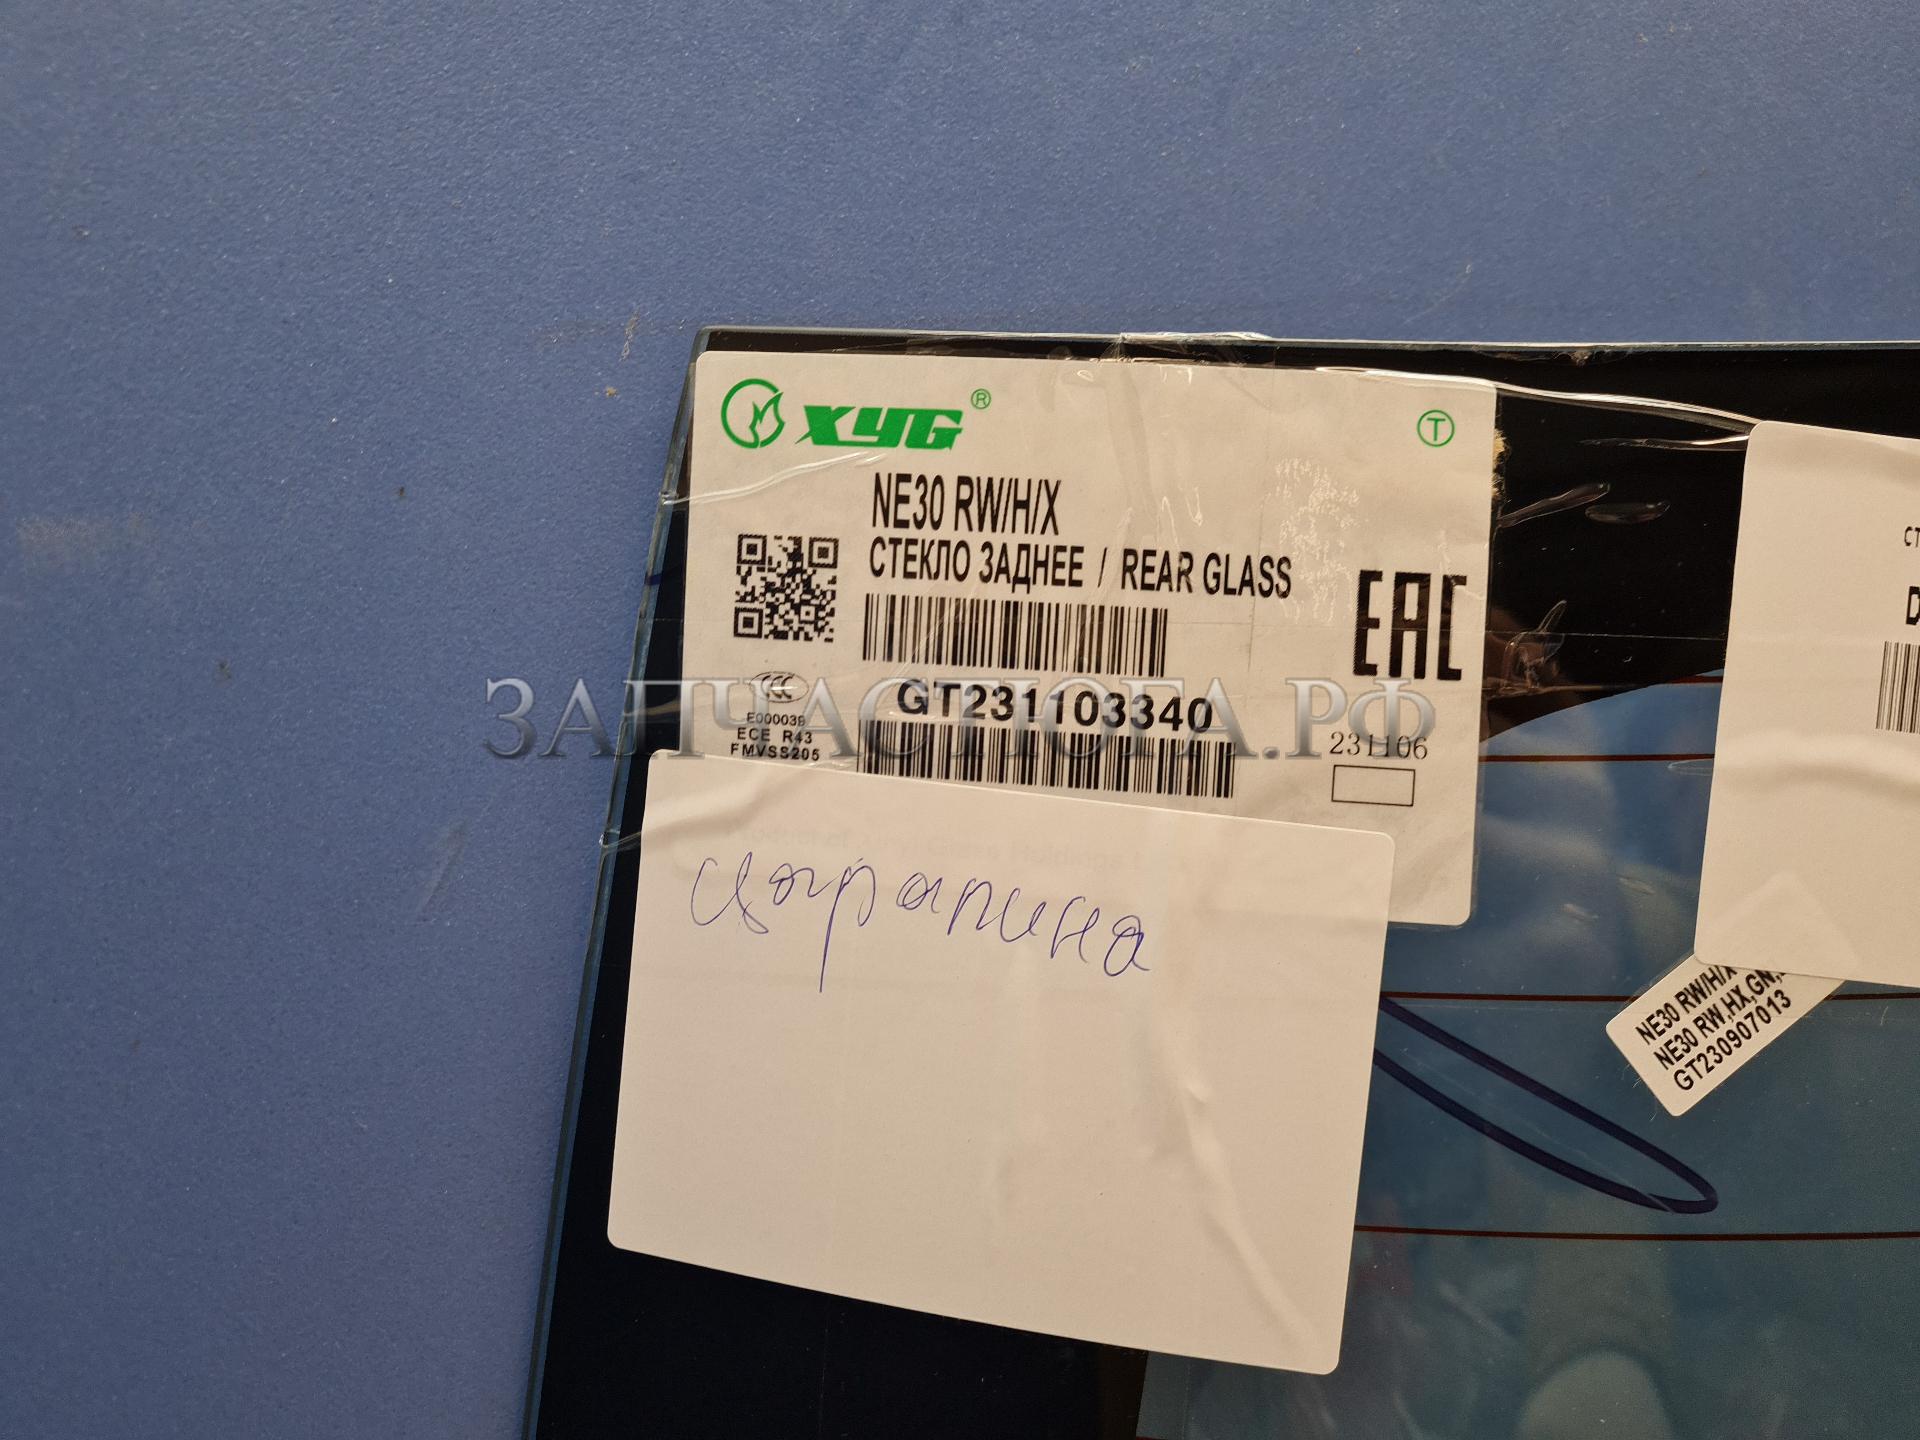 XYG®
T
NE30 RW/H/X
СТЕКЛО ЗАДНЕЕ / REAR GLASS
EAC
GT231103340
E000039
ECE R43
FMVSS205
231106
ЗАПЧАСТЮГА.РФ
царапина
СТ
D
NE30 RW/H/X
NE30 RW,HX,GN,
GT230907013